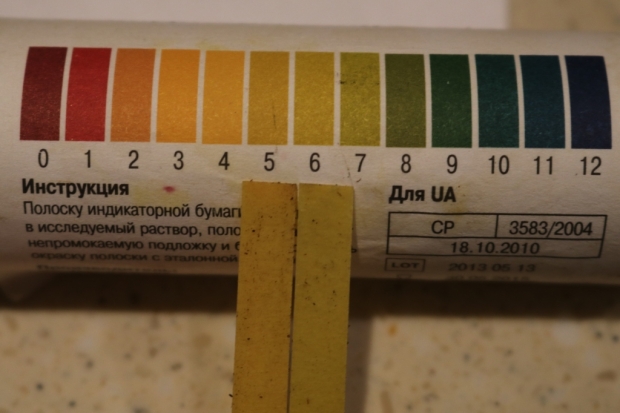 0 1 2 3 4 5 6 7 8 9 10 11 12
Инструкция
Полоску индикаторной бумаг
в исследуемый раствор, поло
непромокаемую подложку и б
окраску полоски с эталонной
Для UA
СР 3583/2004
18.10.2010
LOT 2013 05 13